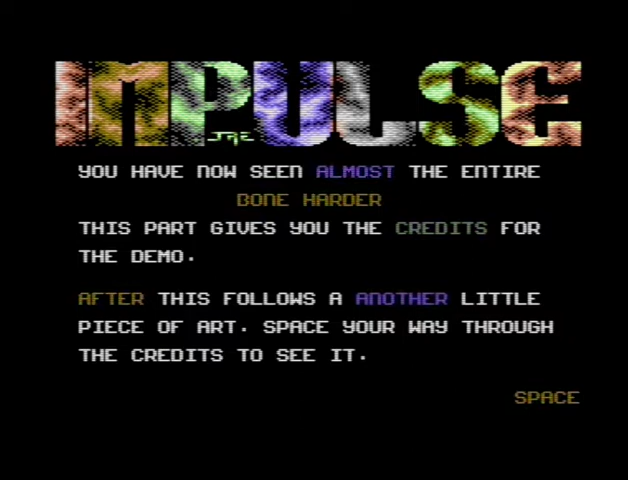 IMPULSE
JRE
YOU HAVE NOW SEEN ALMOST THE ENTIRE
BONE HARDER
THIS PART GIVES YOU THE CREDITS FOR
THE DEMO.
AFTER THIS FOLLOWS A ANOTHER LITTLE
PIECE OF ART. SPACE YOUR WAY THROUGH
THE CREDITS TO SEE IT.
SPACE